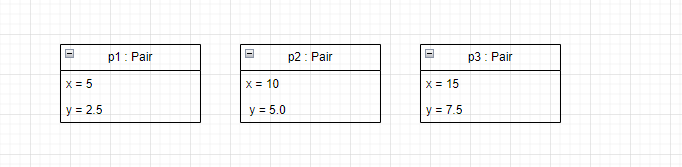 p1 : Pair
x = 5
y = 2.5
p2 : Pair
x = 10
y = 5.0
p3 : Pair
x = 15
y = 7.5